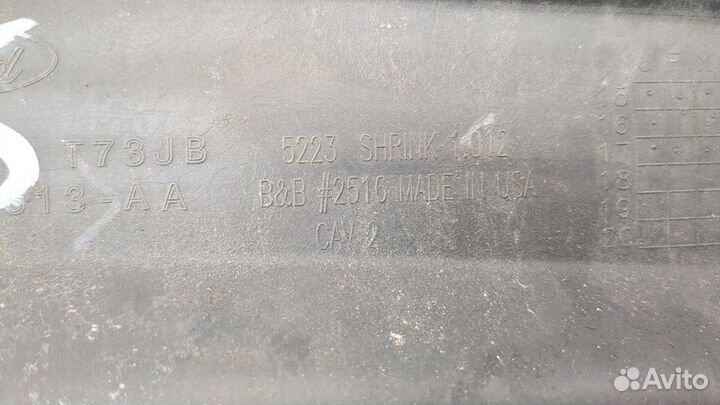 T73JB 5223 SHRINK 1.012
813-AA B&B #2516 MADE IN USA
CAV 2
J F M
15
16
17
18
19
20
Avito